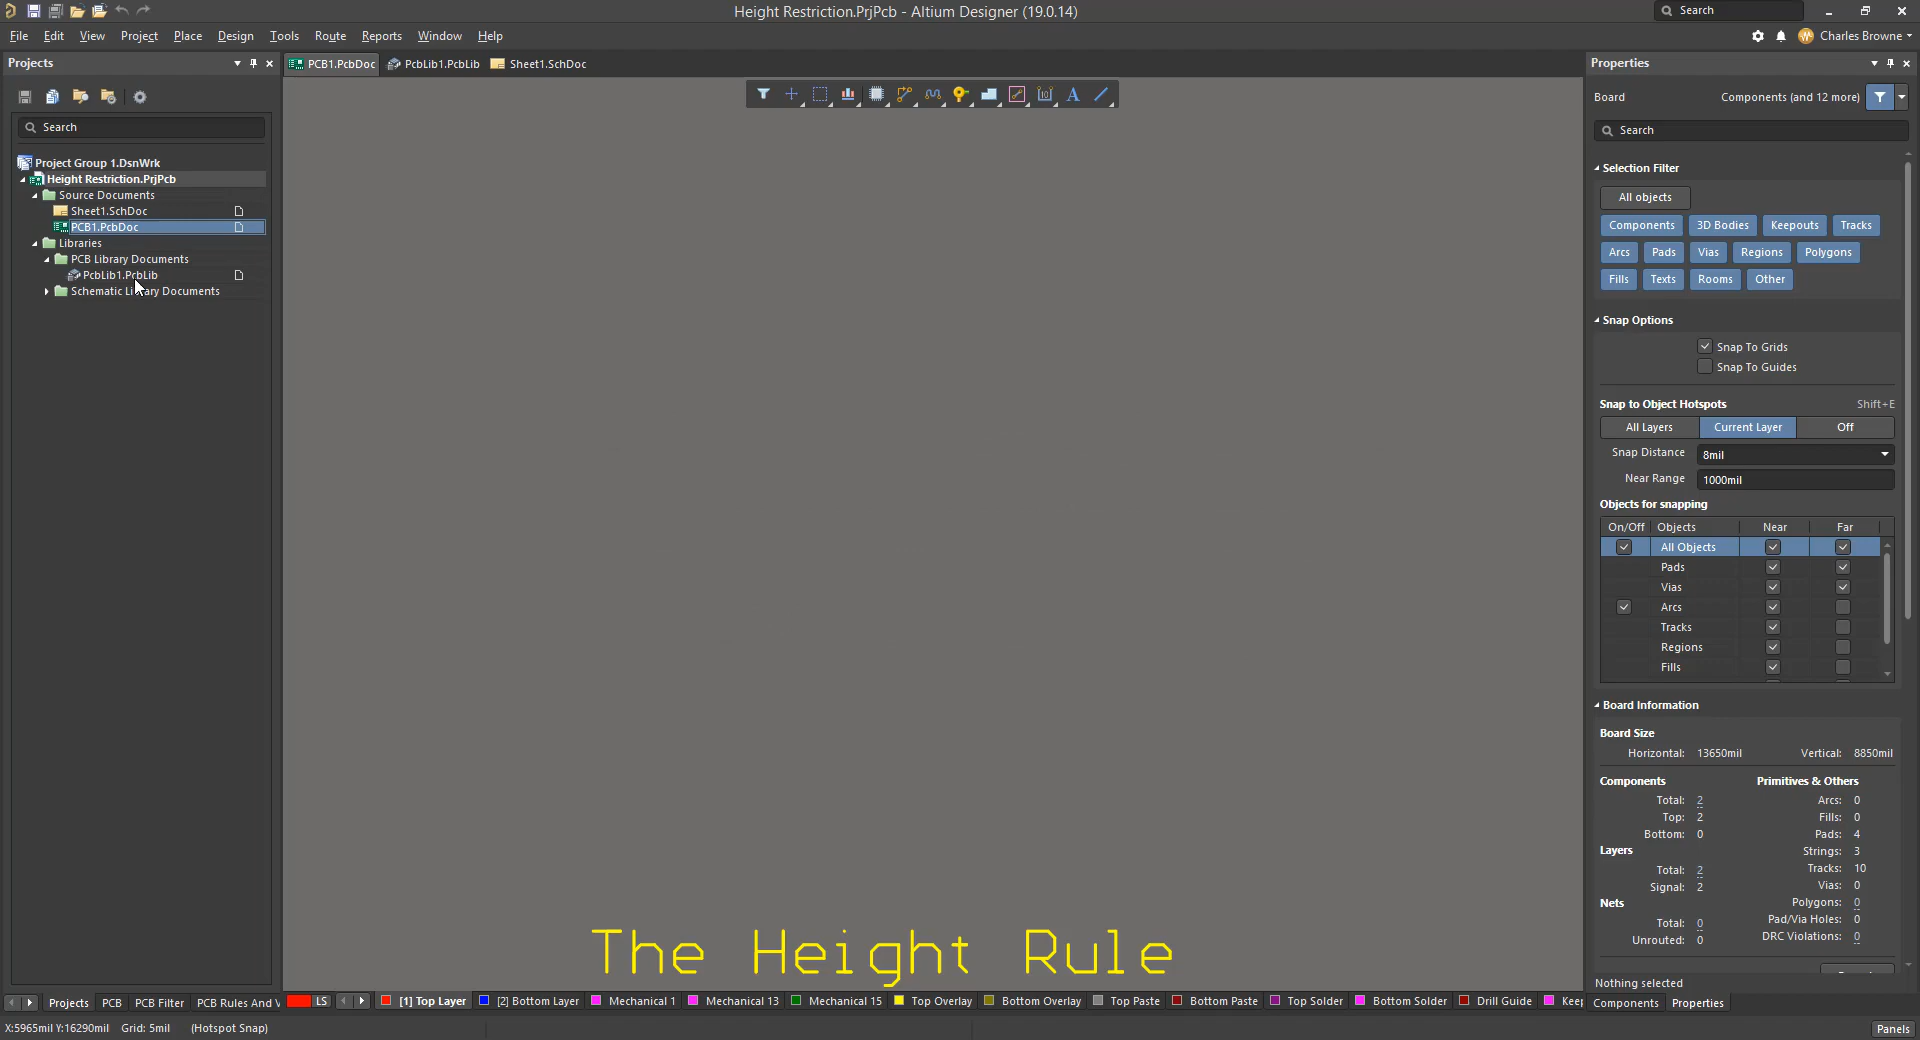 Height Restriction.PrjPcb - Altium Designer (19.0.14)
Search
File Edit View Project Place Design Tools Route Reports Window Help
Charles Browne
Projects
PCB1.PcbDoc PcbLib1.PcbLib Sheet1.SchDoc
Properties
Board Components (and 12 more)
Search
Search
Project Group 1.DsnWrk
Height Restriction.PrjPcb
Source Documents
Sheet1.SchDoc
PCB1.PcbDoc
Libraries
PCB Library Documents
PcbLib1.PcbLib
Schematic Library Documents
Selection Filter
All objects
Components 3D Bodies Keepouts Tracks
Arcs Pads Vias Regions Polygons
Fills Texts Rooms Other
Snap Options
Snap To Grids
Snap To Guides
Snap to Object Hotspots Shift+E
All Layers Current Layer Off
Snap Distance 8mil
Near Range 1000mil
Objects for snapping
On/Off Objects Near Far
All Objects
Pads
Vias
Arcs
Tracks
Regions
Fills
Board Information
Board Size
Horizontal: 13650mil Vertical: 8850mil
Components Primitives & Others
Total: 2 Arcs: 0
Top: 2 Fills: 0
Bottom: 0 Pads: 4
Layers Strings: 3
Total: 2 Tracks: 10
Signal: 2 Vias: 0
Nets Polygons: 0
Total: 0 Pad/Via Holes: 0
Unrouted: 0 DRC Violations: 0
The Height Rule
Nothing selected
Projects PCB PCB Filter PCB Rules And V LS [1] Top Layer [2] Bottom Layer Mechanical 1 Mechanical 13 Mechanical 15 Top Overlay Bottom Overlay Top Paste Bottom Paste Top Solder Bottom Solder Drill Guide Keep
Components Properties
X:5965mil Y:16290mil Grid: 5mil (Hotspot Snap)
Panels